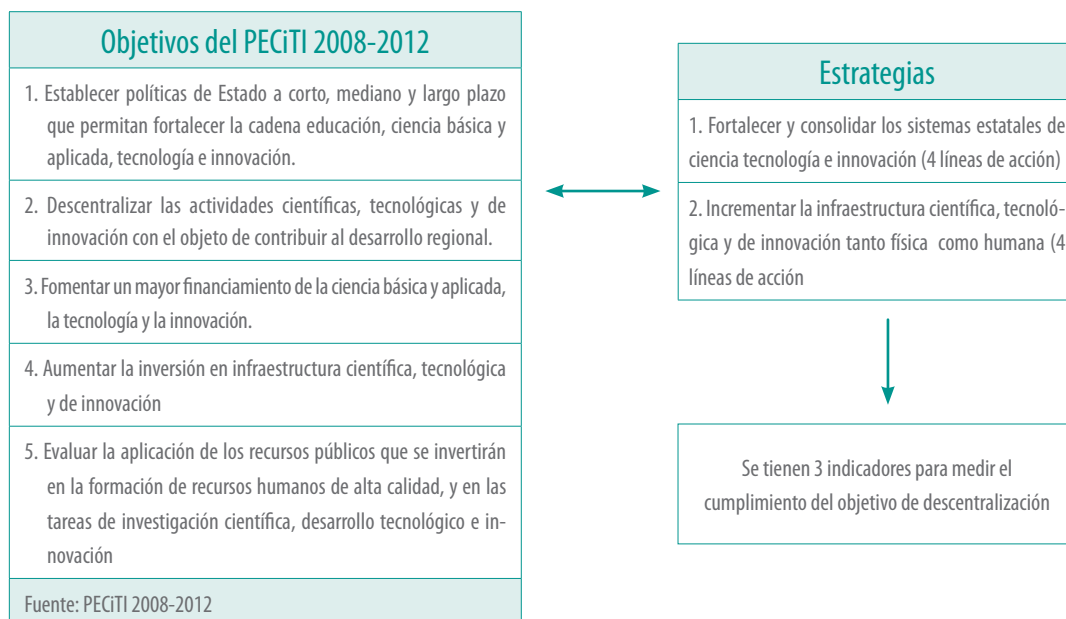 Objetivos del PECiTI 2008-2012
1. Establecer políticas de Estado a corto, mediano y largo plazo
que permitan fortalecer la cadena educación, ciencia básica y
aplicada, tecnología e innovación.
2. Descentralizar las actividades científicas, tecnológicas y de
innovación con el objeto de contribuir al desarrollo regional.
3. Fomentar un mayor financiamiento de la ciencia básica y aplicada,
la tecnología y la innovación.
4. Aumentar la inversión en infraestructura científica, tecnológica
y de innovación
5. Evaluar la aplicación de los recursos públicos que se invertirán
en la formación de recursos humanos de alta calidad, y en las
tareas de investigación científica, desarrollo tecnológico e in-
novación
Fuente: PECiTI 2008-2012
Estrategias
1. Fortalecer y consolidar los sistemas estatales de
ciencia tecnología e innovación (4 líneas de acción)
2. Incrementar la infraestructura científica, tecnoló-
gica y de innovación tanto física como humana (4
líneas de acción
Se tienen 3 indicadores para medir el
cumplimiento del objetivo de descentralización